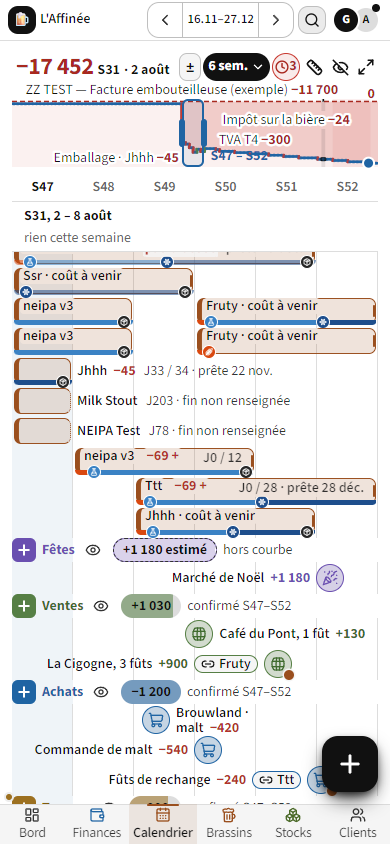 L'Affinée
16.11–27.12
G A
−17 452 S31 · 2 août ± 6 sem. 3
ZZ TEST — Facture embouteilleuse (exemple) −11 700
0
Impôt sur la bière −24
TVA T4 −300
Emballage · Jhhh −45
S47 – S52
S47 S48 S49 S50 S51 S52
S31, 2 – 8 août
rien cette semaine
Ssr · coût à venir
neipa v3 Fruty · coût à venir
neipa v3 Fruty · coût à venir
Jhhh −45 J33 / 34 · prête 22 nov.
Milk Stout J203 · fin non renseignée
NEIPA Test J78 · fin non renseignée
neipa v3 −69 + J0 / 12
Ttt −69 + J0 / 28 · prête 28 déc.
Jhhh · coût à venir
Fêtes +1 180 estimé hors courbe
Marché de Noël +1 180
Ventes +1 030 confirmé S47–S52
Café du Pont, 1 fût +130
La Cigogne, 3 fûts +900 Fruty
Achats −1 200 confirmé S47–S52
Brouwland ·
malt −420
Commande de malt −540
Fûts de rechange −240 Ttt
Bord Finances Calendrier Brassins Stocks Clients